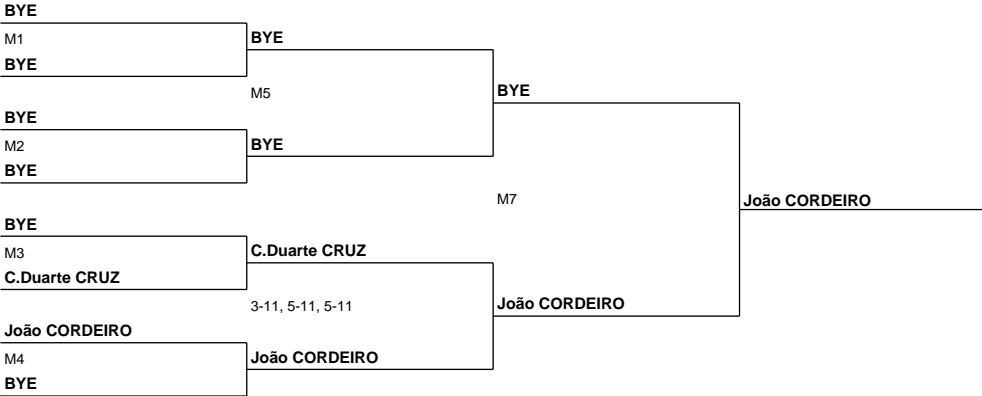 BYE
M1
BYE
BYE
M5
BYE
BYE
M2
BYE
BYE
M7
João CORDEIRO
BYE
M3
C.Duarte CRUZ
C.Duarte CRUZ
3-11, 5-11, 5-11
João CORDEIRO
João CORDEIRO
M4
João CORDEIRO
BYE